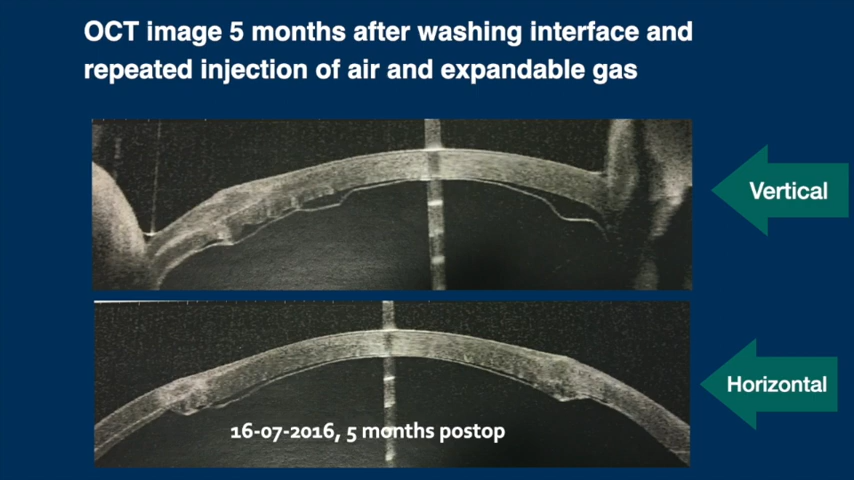 OCT image 5 months after washing interface and
repeated injection of air and expandable gas
Vertical
Horizontal
16-07-2016, 5 months postop